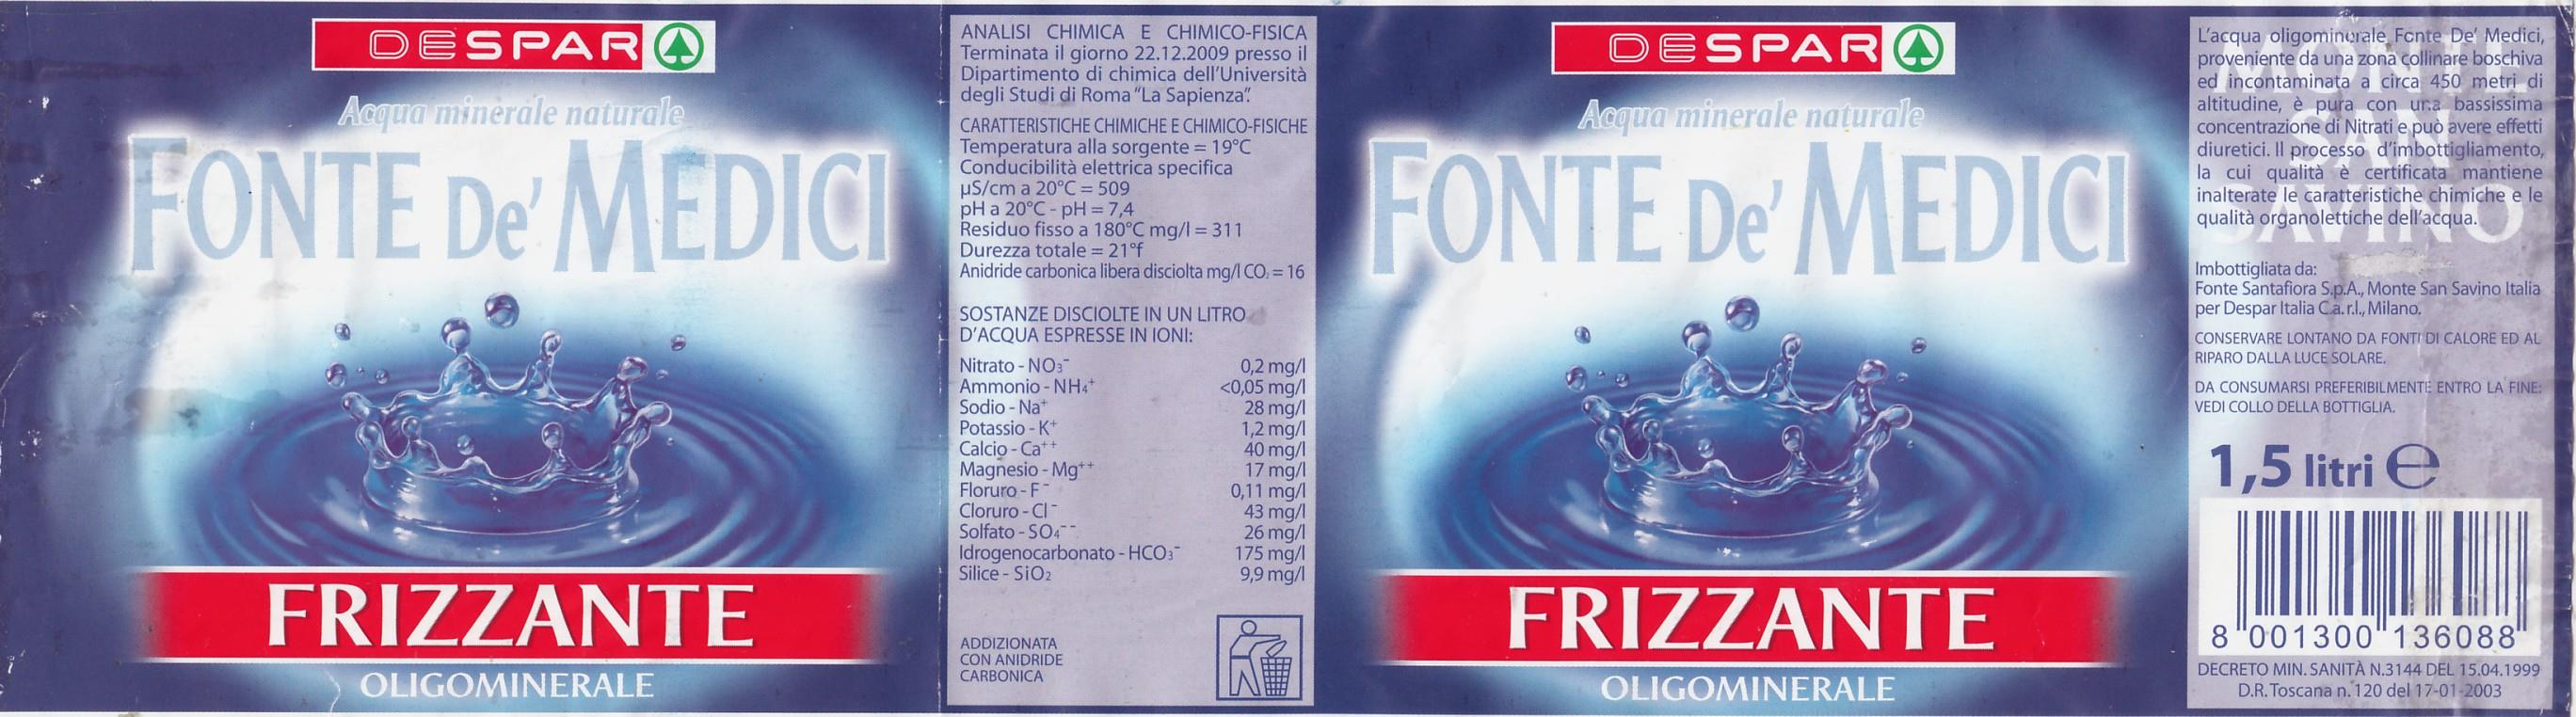 DESPAR
Acqua minerale naturale
FONTE De' MEDICI
FRIZZANTE
OLIGOMINERALE
ANALISI CHIMICA E CHIMICO-FISICA
Terminata il giorno 22.12.2009 presso il
Dipartimento di chimica dell'Università
degli Studi di Roma "La Sapienza".
CARATTERISTICHE CHIMICHE E CHIMICO-FISICHE
Temperatura alla sorgente = 19°C
Conducibilità elettrica specifica
µS/cm a 20°C = 509
pH a 20°C - pH = 7,4
Residuo fisso a 180°C mg/l = 311
Durezza totale = 21°f
Anidride carbonica libera disciolta mg/l CO₂ = 16
SOSTANZE DISCIOLTE IN UN LITRO
D'ACQUA ESPRESSE IN IONI:
Nitrato - NO₃⁻ 0,2 mg/l
Ammonio - NH₄⁺ <0,05 mg/l
Sodio - Na⁺ 28 mg/l
Potassio - K⁺ 1,2 mg/l
Calcio - Ca⁺⁺ 40 mg/l
Magnesio - Mg⁺⁺ 17 mg/l
Floruro - F⁻ 0,11 mg/l
Cloruro - Cl⁻ 43 mg/l
Solfato - SO₄⁻⁻ 26 mg/l
Idrogenocarbonato - HCO₃⁻ 175 mg/l
Silice - SiO₂ 9,9 mg/l
ADDIZIONATA
CON ANIDRIDE
CARBONICA
DESPAR
Acqua minerale naturale
FONTE De' MEDICI
FRIZZANTE
OLIGOMINERALE
MONTE
SAN
SAVINO
L'acqua oligominerale Fonte De' Medici,
proveniente da una zona collinare boschiva
ed incontaminata a circa 450 metri di
altitudine, è pura con una bassissima
concentrazione di Nitrati e può avere effetti
diuretici. Il processo d'imbottigliamento,
la cui qualità è certificata mantiene
inalterate le caratteristiche chimiche e le
qualità organolettiche dell'acqua.
Imbottigliata da:
Fonte Santafiora S.p.A., Monte San Savino Italia
per Despar Italia C.a.r.l., Milano.
CONSERVARE LONTANO DA FONTI DI CALORE ED AL
RIPARO DALLA LUCE SOLARE.
DA CONSUMARSI PREFERIBILMENTE ENTRO LA FINE:
VEDI COLLO DELLA BOTTIGLIA.
1,5 litri ℮
8 001300 136088
DECRETO MIN. SANITÀ N.3144 DEL 15.04.1999
D.R. Toscana n. 120 del 17-01-2003